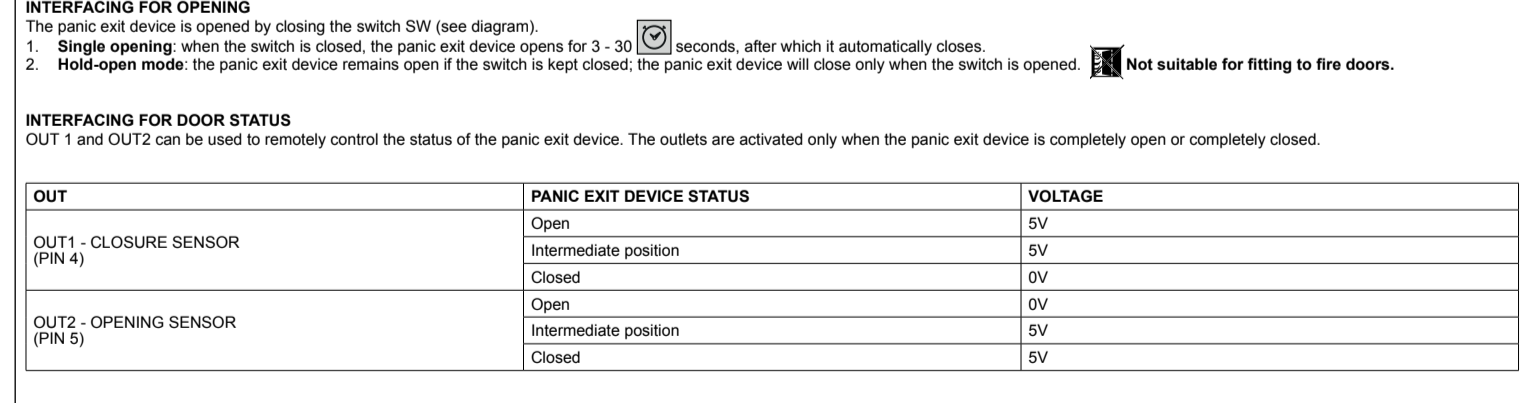 INTERFACING FOR OPENING
The panic exit device is opened by closing the switch SW (see diagram).
1. Single opening: when the switch is closed, the panic exit device opens for 3 - 30 seconds, after which it automatically closes.
2. Hold-open mode: the panic exit device remains open if the switch is kept closed; the panic exit device will close only when the switch is opened. Not suitable for fitting to fire doors.
INTERFACING FOR DOOR STATUS
OUT 1 and OUT2 can be used to remotely control the status of the panic exit device. The outlets are activated only when the panic exit device is completely open or completely closed.
OUT PANIC EXIT DEVICE STATUS VOLTAGE
OUT1 - CLOSURE SENSOR
(PIN 4)
Open 5V
Intermediate position 5V
Closed 0V
OUT2 - OPENING SENSOR
(PIN 5)
Open 0V
Intermediate position 5V
Closed 5V